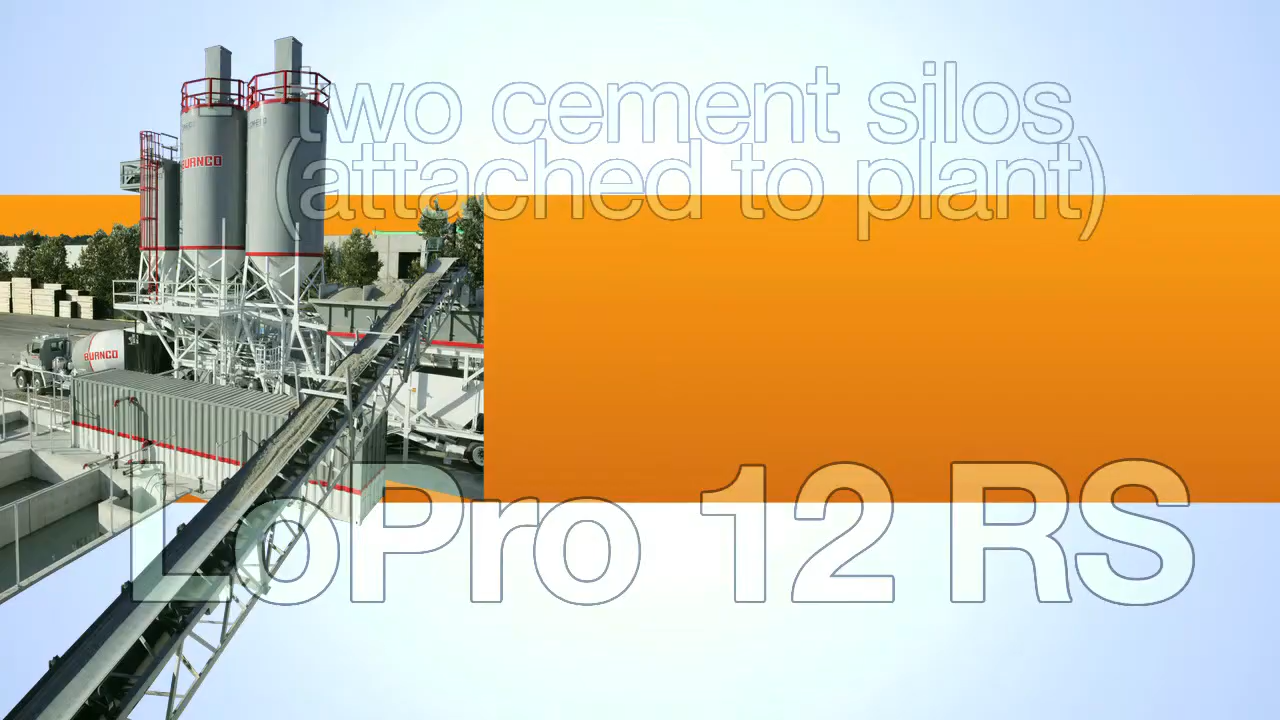 - two cement silos
(attached to plant)
BURNCO
BURNCO
LoPro 12 RS